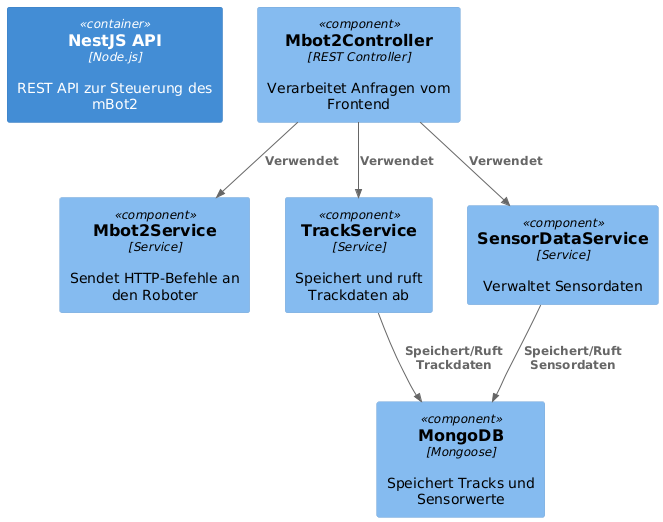 «container»
NestJS API
[Node.js]
REST API zur Steuerung des
mBot2
«component»
Mbot2Controller
[REST Controller]
Verarbeitet Anfragen vom
Frontend
Verwendet
Verwendet
Verwendet
«component»
Mbot2Service
[Service]
Sendet HTTP-Befehle an
den Roboter
«component»
TrackService
[Service]
Speichert und ruft
Trackdaten ab
«component»
SensorDataService
[Service]
Verwaltet Sensordaten
Speichert/Ruft
Trackdaten
Speichert/Ruft
Sensordaten
«component»
MongoDB
[Mongoose]
Speichert Tracks und
Sensorwerte